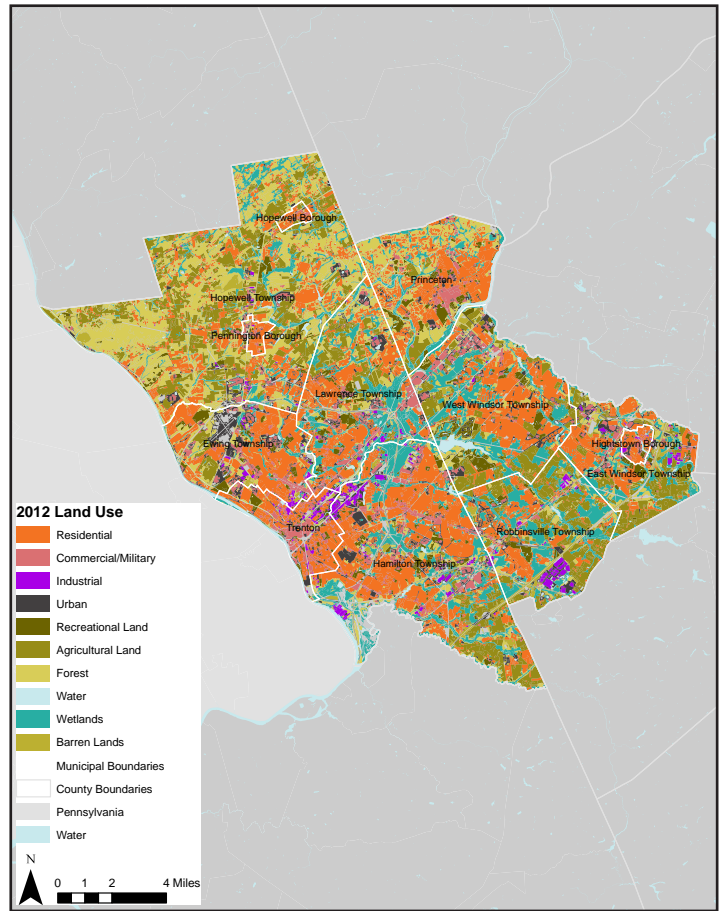 Hopewell Borough
Princeton
Hopewell Township
Pennington Borough
Lawrence Township
West Windsor Township
Ewing Township
Hightstown Borough
East Windsor Township
Trenton
Robbinsville Township
Hamilton Township
2012 Land Use
Residential
Commercial/Military
Industrial
Urban
Recreational Land
Agricultural Land
Forest
Water
Wetlands
Barren Lands
Municipal Boundaries
County Boundaries
Pennsylvania
Water
N
0 1 2 4 Miles